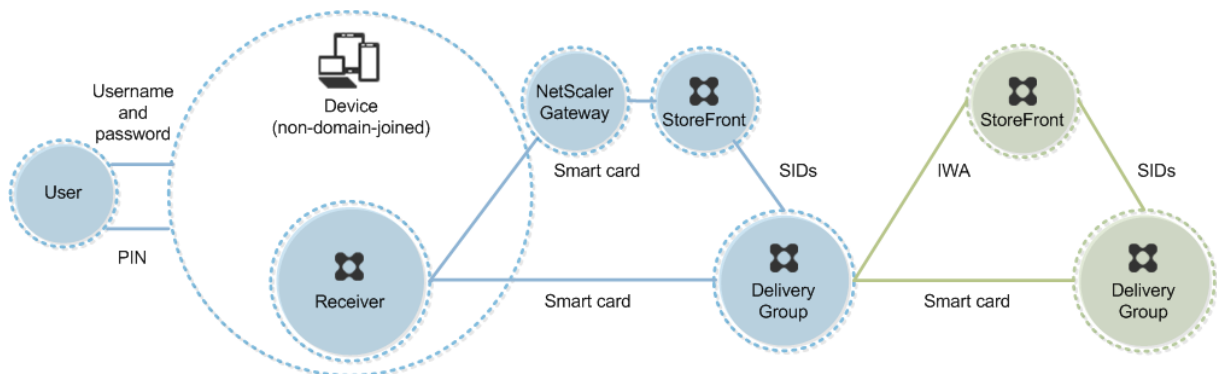 Username
and
password
User
PIN
Device
(non-domain-joined)
Receiver
NetScaler
Gateway
StoreFront
Smart card
SIDs
Smart card
Delivery
Group
IWA
StoreFront
SIDs
Smart card
Delivery
Group